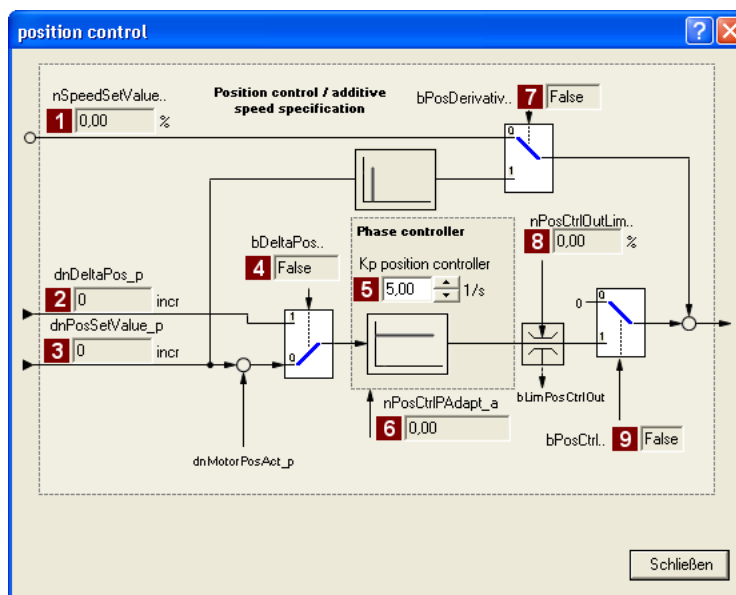 position control
?
nSpeedSetValue..
1 0,00 %
Position control / additive
speed specification
bPosDerivativ..
7 False
0
1
bDeltaPos..
4 False
Phase controller
Kp position controller
5 5,00 1/s
nPosCtrlOutLim..
8 0,00 %
dnDeltaPos_p
2 0 incr
dnPosSetValue_p
3 0 incr
1
0
0
0
1
nPosCtrlPAdapt_a
6 0,00
bLimPosCtrlOut
bPosCtrl..
9 False
dnMotorPosAct_p
Schließen